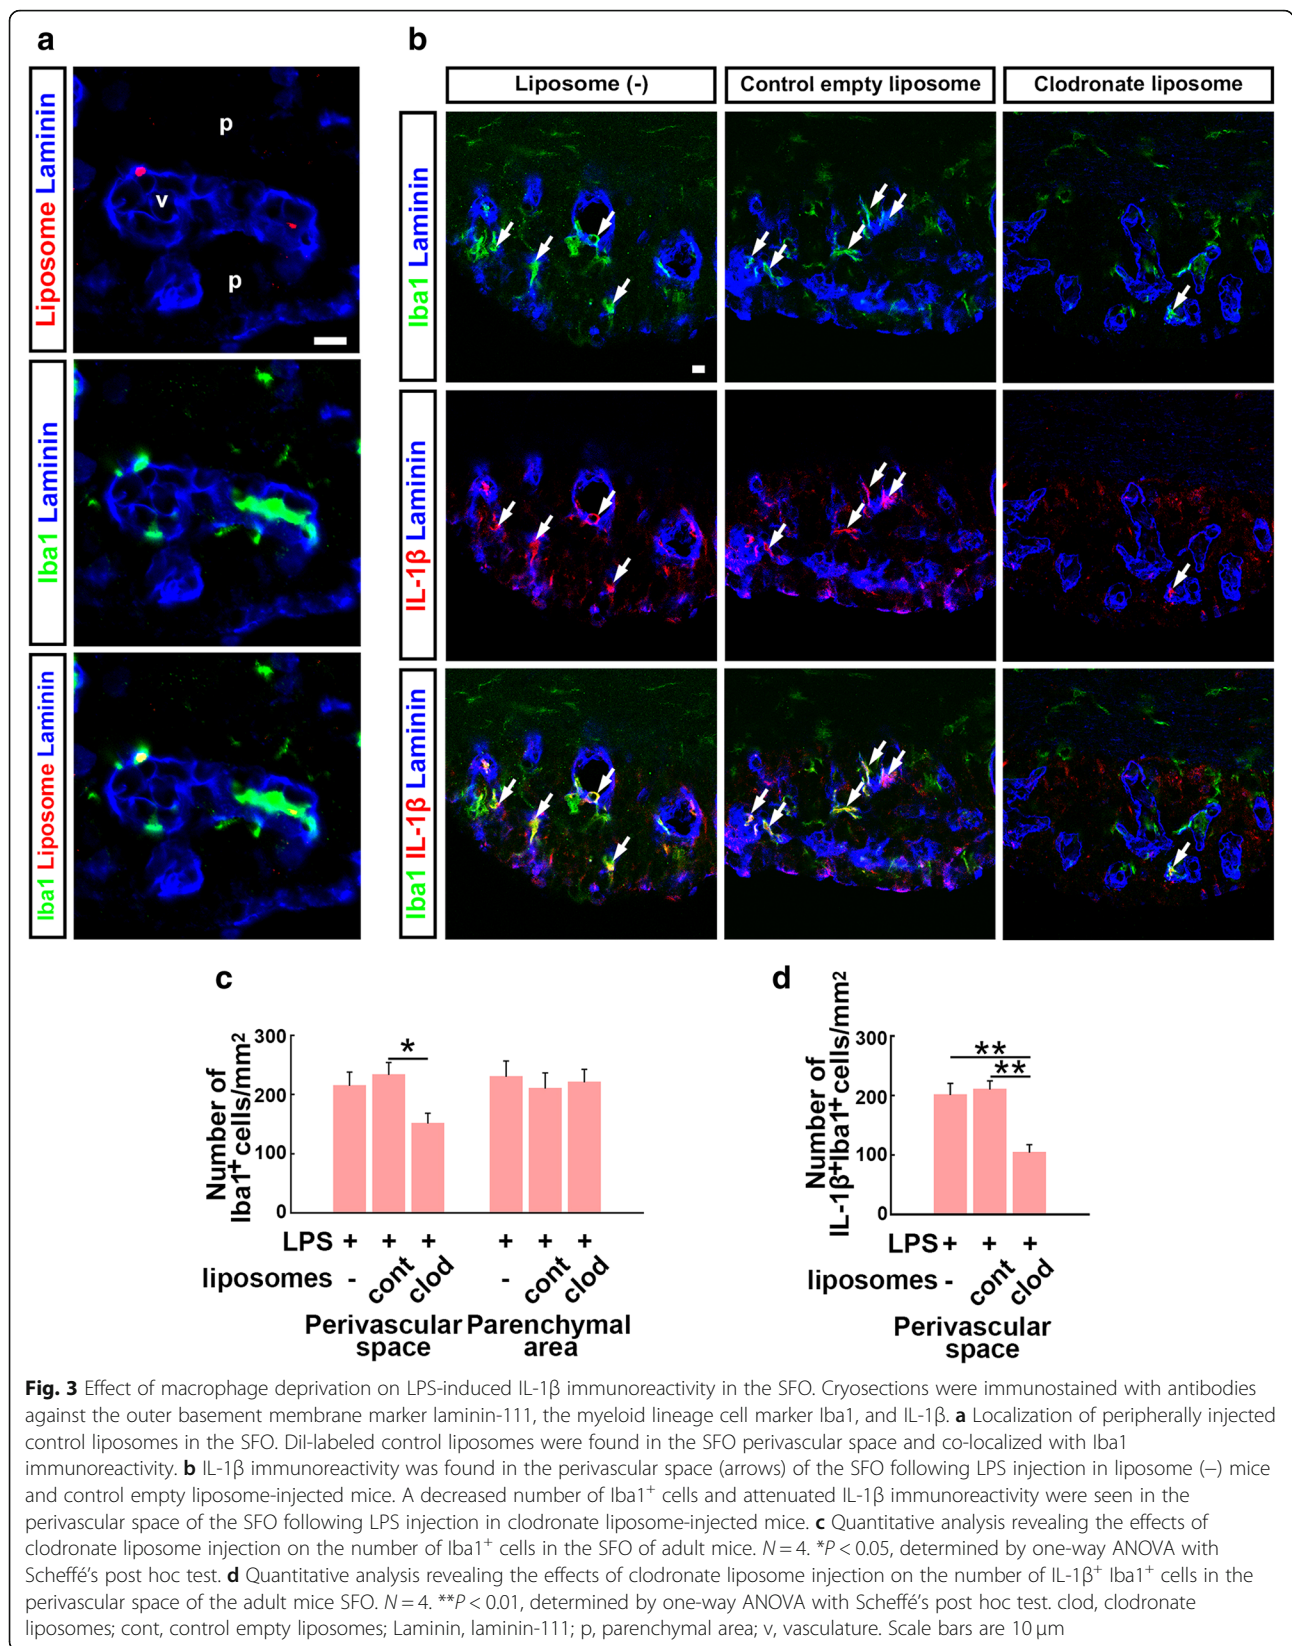 a
b
Liposome (-)
Control empty liposome
Clodronate liposome
Liposome Laminin
p
v
p
Iba1 Laminin
Iba1 Liposome Laminin
Iba1 Laminin
IL-1β Laminin
Iba1 IL-1β Laminin
c
Number of
Iba1⁺ cells/mm²
300
200
100
0
*
LPS + + + + + +
liposomes - cont clod - cont clod
Perivascular space
Parenchymal area
d
Number of
IL-1β⁺Iba1⁺ cells/mm²
300
200
100
0
**
**
LPS + + +
liposomes - cont clod
Perivascular
space
Fig. 3 Effect of macrophage deprivation on LPS-induced IL-1β immunoreactivity in the SFO. Cryosections were immunostained with antibodies
against the outer basement membrane marker laminin-111, the myeloid lineage cell marker Iba1, and IL-1β. a Localization of peripherally injected
control liposomes in the SFO. DiI-labeled control liposomes were found in the SFO perivascular space and co-localized with Iba1
immunoreactivity. b IL-1β immunoreactivity was found in the perivascular space (arrows) of the SFO following LPS injection in liposome (−) mice
and control empty liposome-injected mice. A decreased number of Iba1⁺ cells and attenuated IL-1β immunoreactivity were seen in the
perivascular space of the SFO following LPS injection in clodronate liposome-injected mice. c Quantitative analysis revealing the effects of
clodronate liposome injection on the number of Iba1⁺ cells in the SFO of adult mice. N = 4. *P < 0.05, determined by one-way ANOVA with
Scheffé's post hoc test. d Quantitative analysis revealing the effects of clodronate liposome injection on the number of IL-1β⁺ Iba1⁺ cells in the
perivascular space of the adult mice SFO. N = 4. **P < 0.01, determined by one-way ANOVA with Scheffé's post hoc test. clod, clodronate
liposomes; cont, control empty liposomes; Laminin, laminin-111; p, parenchymal area; v, vasculature. Scale bars are 10 μm